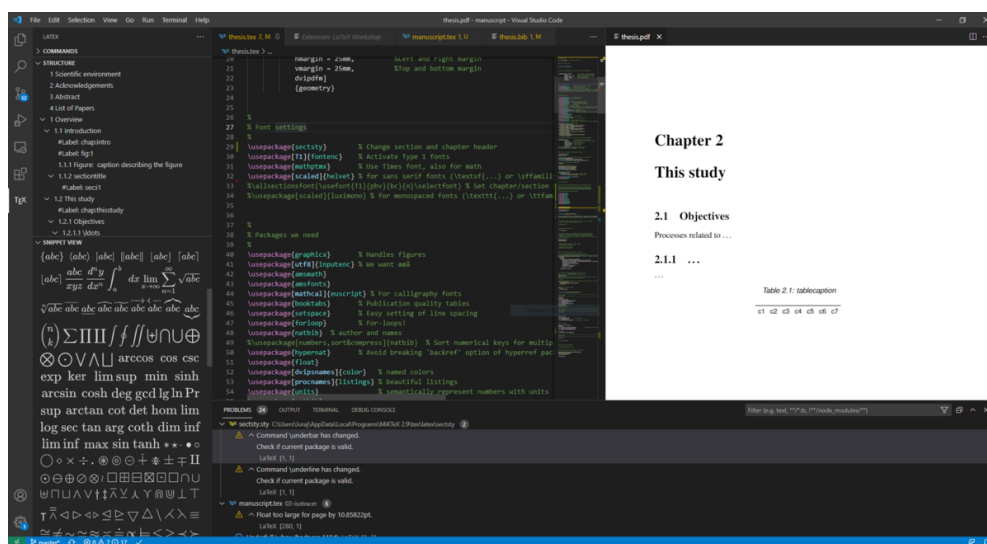 File Edit Selection View Go Run Terminal Help
thesis.pdf - manuscript - Visual Studio Code
LATEX
thesis.tex 2, M
Extension: LaTeX Workshop
manuscript.tex 1, U
thesis.bib 1, M
thesis.pdf
COMMANDS
STRUCTURE
1 Scientific environment
2 Acknowledgements
3 Abstract
4 List of Papers
1 Overview
1.1 Introduction
#Label: chap:intro
#Label: fig:1
1.1.1 Figure: caption describing the figure
1.1.2 sectiontitle
#Label: sec:i1
1.2 This study
#Label: chap:thisstudy
1.2.1 Objectives
1.2.1.1 \ldots
SNIPPET VIEW
arccos cos csc
exp ker lim sup min sinh
arcsin cosh deg gcd lg ln Pr
sup arctan cot det hom lim
log sec tan arg coth dim inf
lim inf max sin tanh
thesis.tex > ...
20 hmargin = 25mm, %Left and right margin
21 vmargin = 25mm, %Top and bottom margin
22 dvipdfm]
23 {geometry}
24
25
26 %
27 % Font settings
28 %
29 \usepackage{sectsty} % Change section and chapter header
30 \usepackage[T1]{fontenc} % Activate Type 1 fonts
31 \usepackage{mathptmx} % Use Times font, also for math
32 \usepackage[scaled]{helvet} % for sans serif fonts (\textsf{...} or \sffamili
33 %\allsectionsfont{\usefont{T1}{phv}{bc}{n}\selectfont} % Set chapter/section
34 %\usepackage[scaled]{luximono} % for monospaced fonts (\texttt{...} or \ttfam
35
36
37 %
38 % Packages we need
39 %
40 \usepackage{graphicx} % Handles figures
41 \usepackage[utf8]{inputenc} % We want æøå
42 \usepackage{amsmath}
43 \usepackage{amsfonts}
44 \usepackage[mathcal]{euscript} % For calligraphy fonts
45 \usepackage{booktabs} % Publication quality tables
46 \usepackage{setspace} % Easy setting of line spacing
47 \usepackage{forloop} % For-loops!
48 \usepackage{natbib} % author and names
49 %\usepackage[numbers,sort&compress]{natbib} % Sort numerical keys for multip
50 \usepackage{hypernat} % Avoid breaking 'backref' option of hyperref pac
51 \usepackage{float}
52 \usepackage[dvipsnames]{color} % named colors
53 \usepackage[procnames]{listings} % beautiful listings
54 \usepackage{units} % semantically represent numbers with units
Chapter 2
This study
2.1 Objectives
Processes related to ...
2.1.1 ...
...
Table 2.1: tablecaption
c1 c2 c3 c4 c5 c6 c7
PROBLEMS 24 OUTPUT TERMINAL DEBUG CONSOLE
Filter (e.g. text, **/*.ts, !**/node_modules/**)
sectsty.sty C:\Users\Juraj\AppData\Local\Programs\MiKTeX 2.9\tex\latex\sectsty 2
Command \underbar has changed.
Check if current package is valid.
LaTeX [1, 1]
Command \underline has changed.
Check if current package is valid.
LaTeX [1, 1]
manuscript.tex 03-isotracer 8
Float too large for page by 10.85822pt.
LaTeX [280, 1]
master*